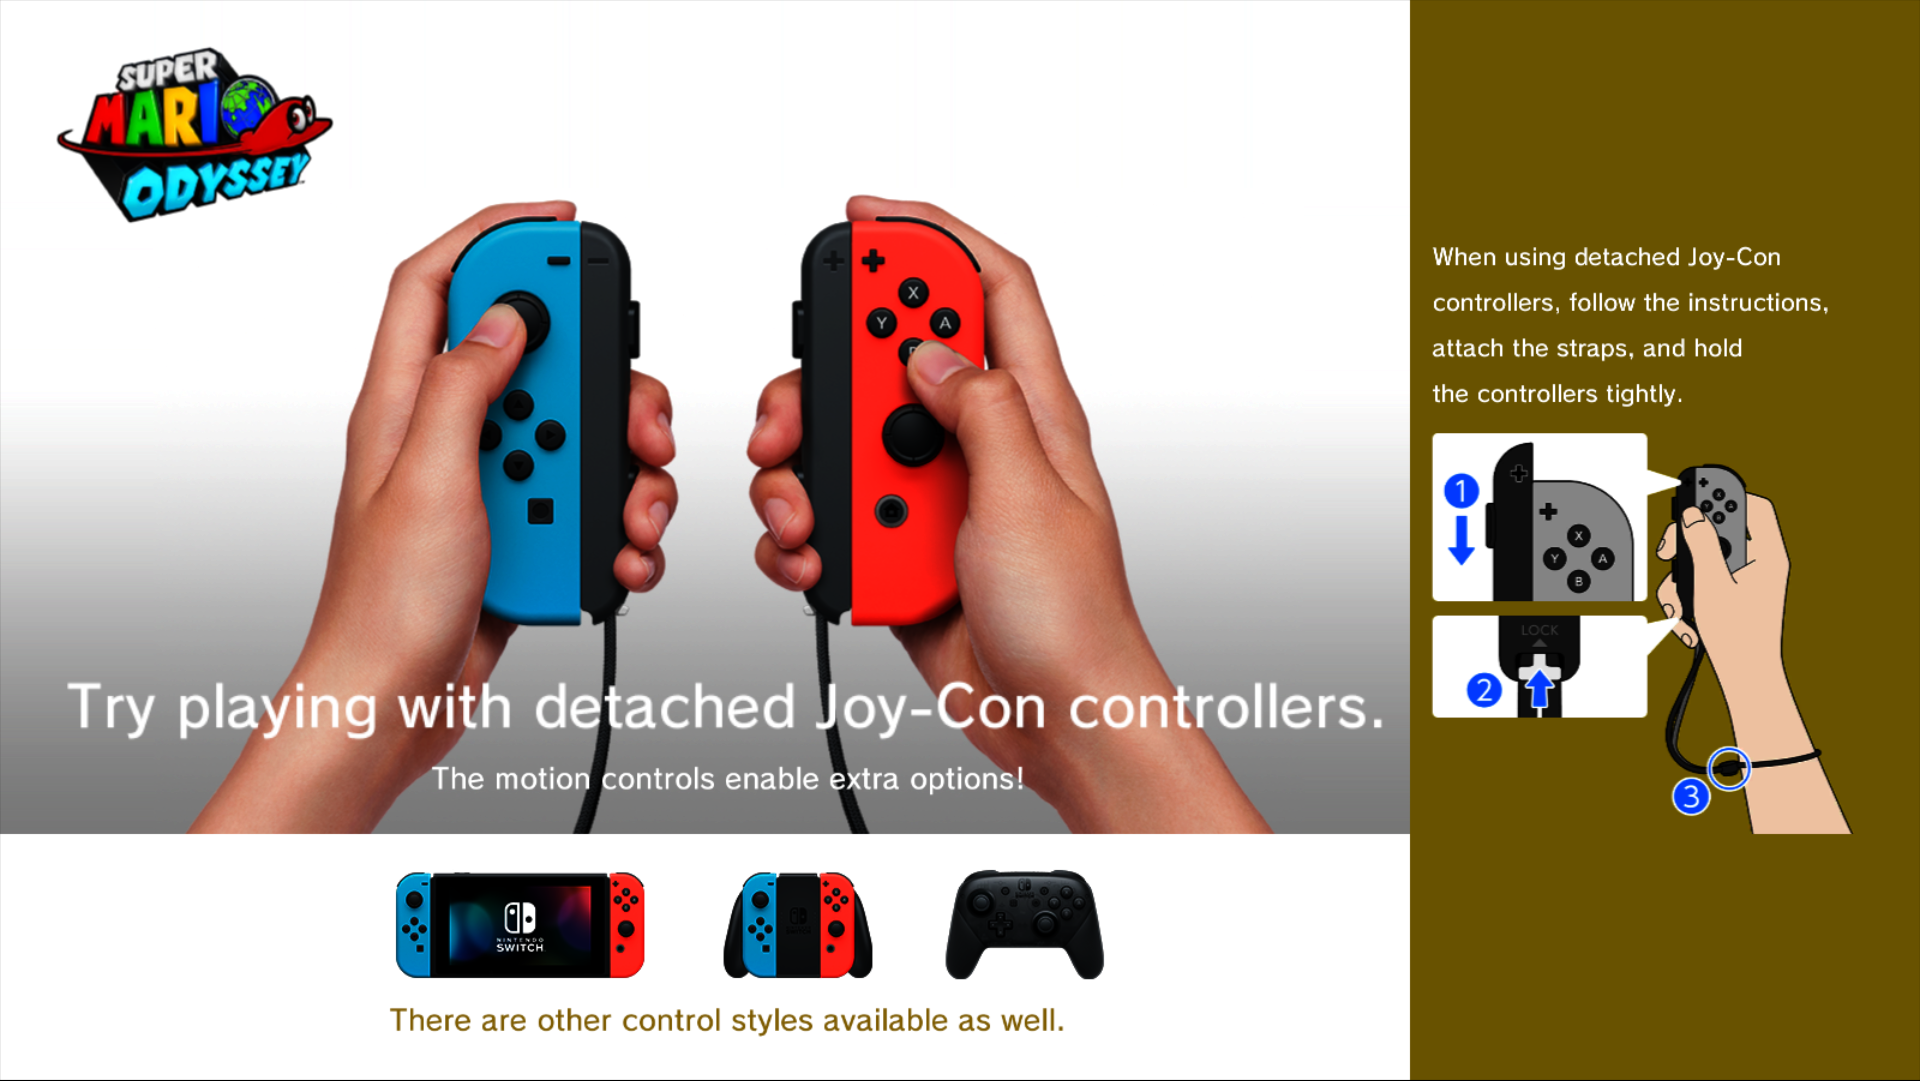 SUPER
MARIO
ODYSSEY
X
Y
A
Try playing with detached Joy-Con controllers.
The motion controls enable extra options!
NINTENDO
SWITCH
There are other control styles available as well.
When using detached Joy-Con
controllers, follow the instructions,
attach the straps, and hold
the controllers tightly.
1
X
Y
A
B
LOCK
2
3